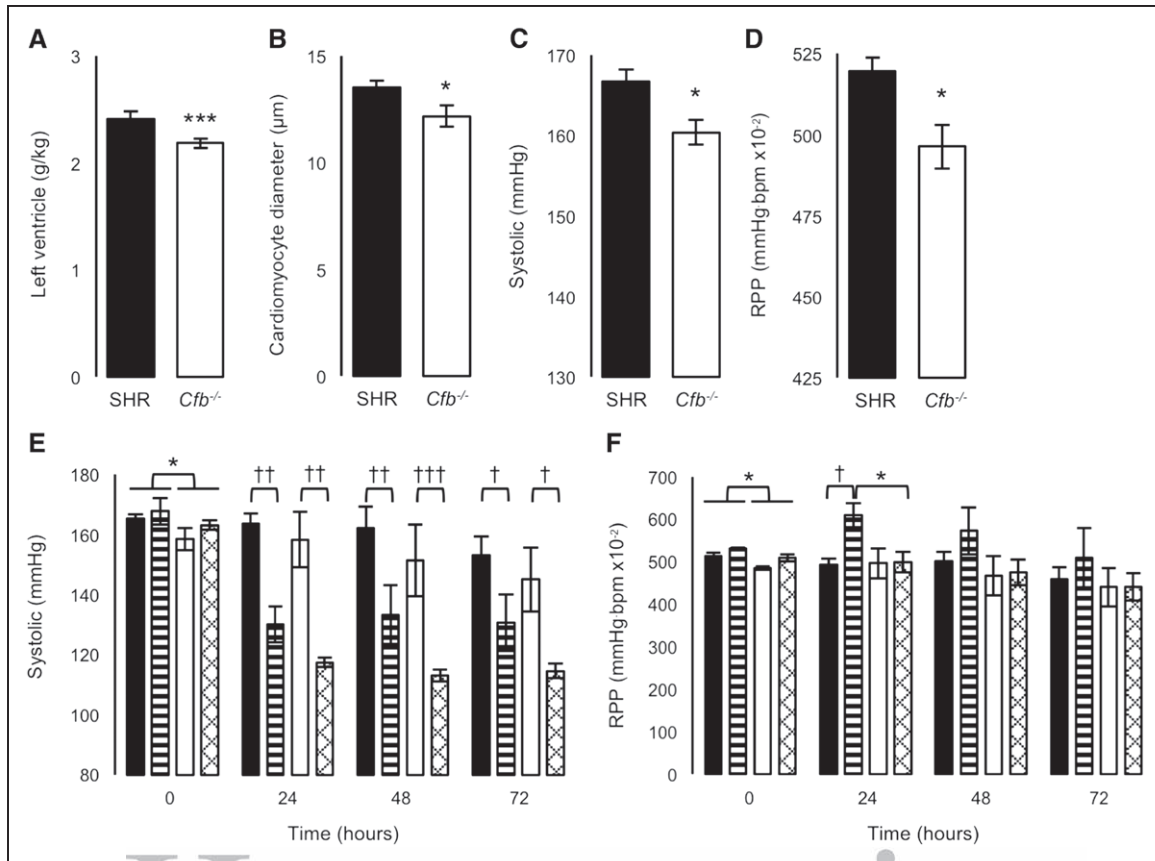 A
Left ventricle (g/kg)
3
2
1
0
***
SHR
Cfb-/-
B
Cardiomyocyte diameter (µm)
15
10
5
0
*
SHR
Cfb-/-
C
Systolic (mmHg)
170
160
150
140
130
*
SHR
Cfb-/-
D
RPP (mmHg·bpm x10-2)
525
500
475
450
425
*
SHR
Cfb-/-
E
Systolic (mmHg)
180
160
140
120
100
80
*
††
††
††
†††
†
†
0
24
48
72
Time (hours)
F
RPP (mmHg·bpm x10-2)
700
600
500
400
300
200
100
0
*
†
*
0
24
48
72
Time (hours)